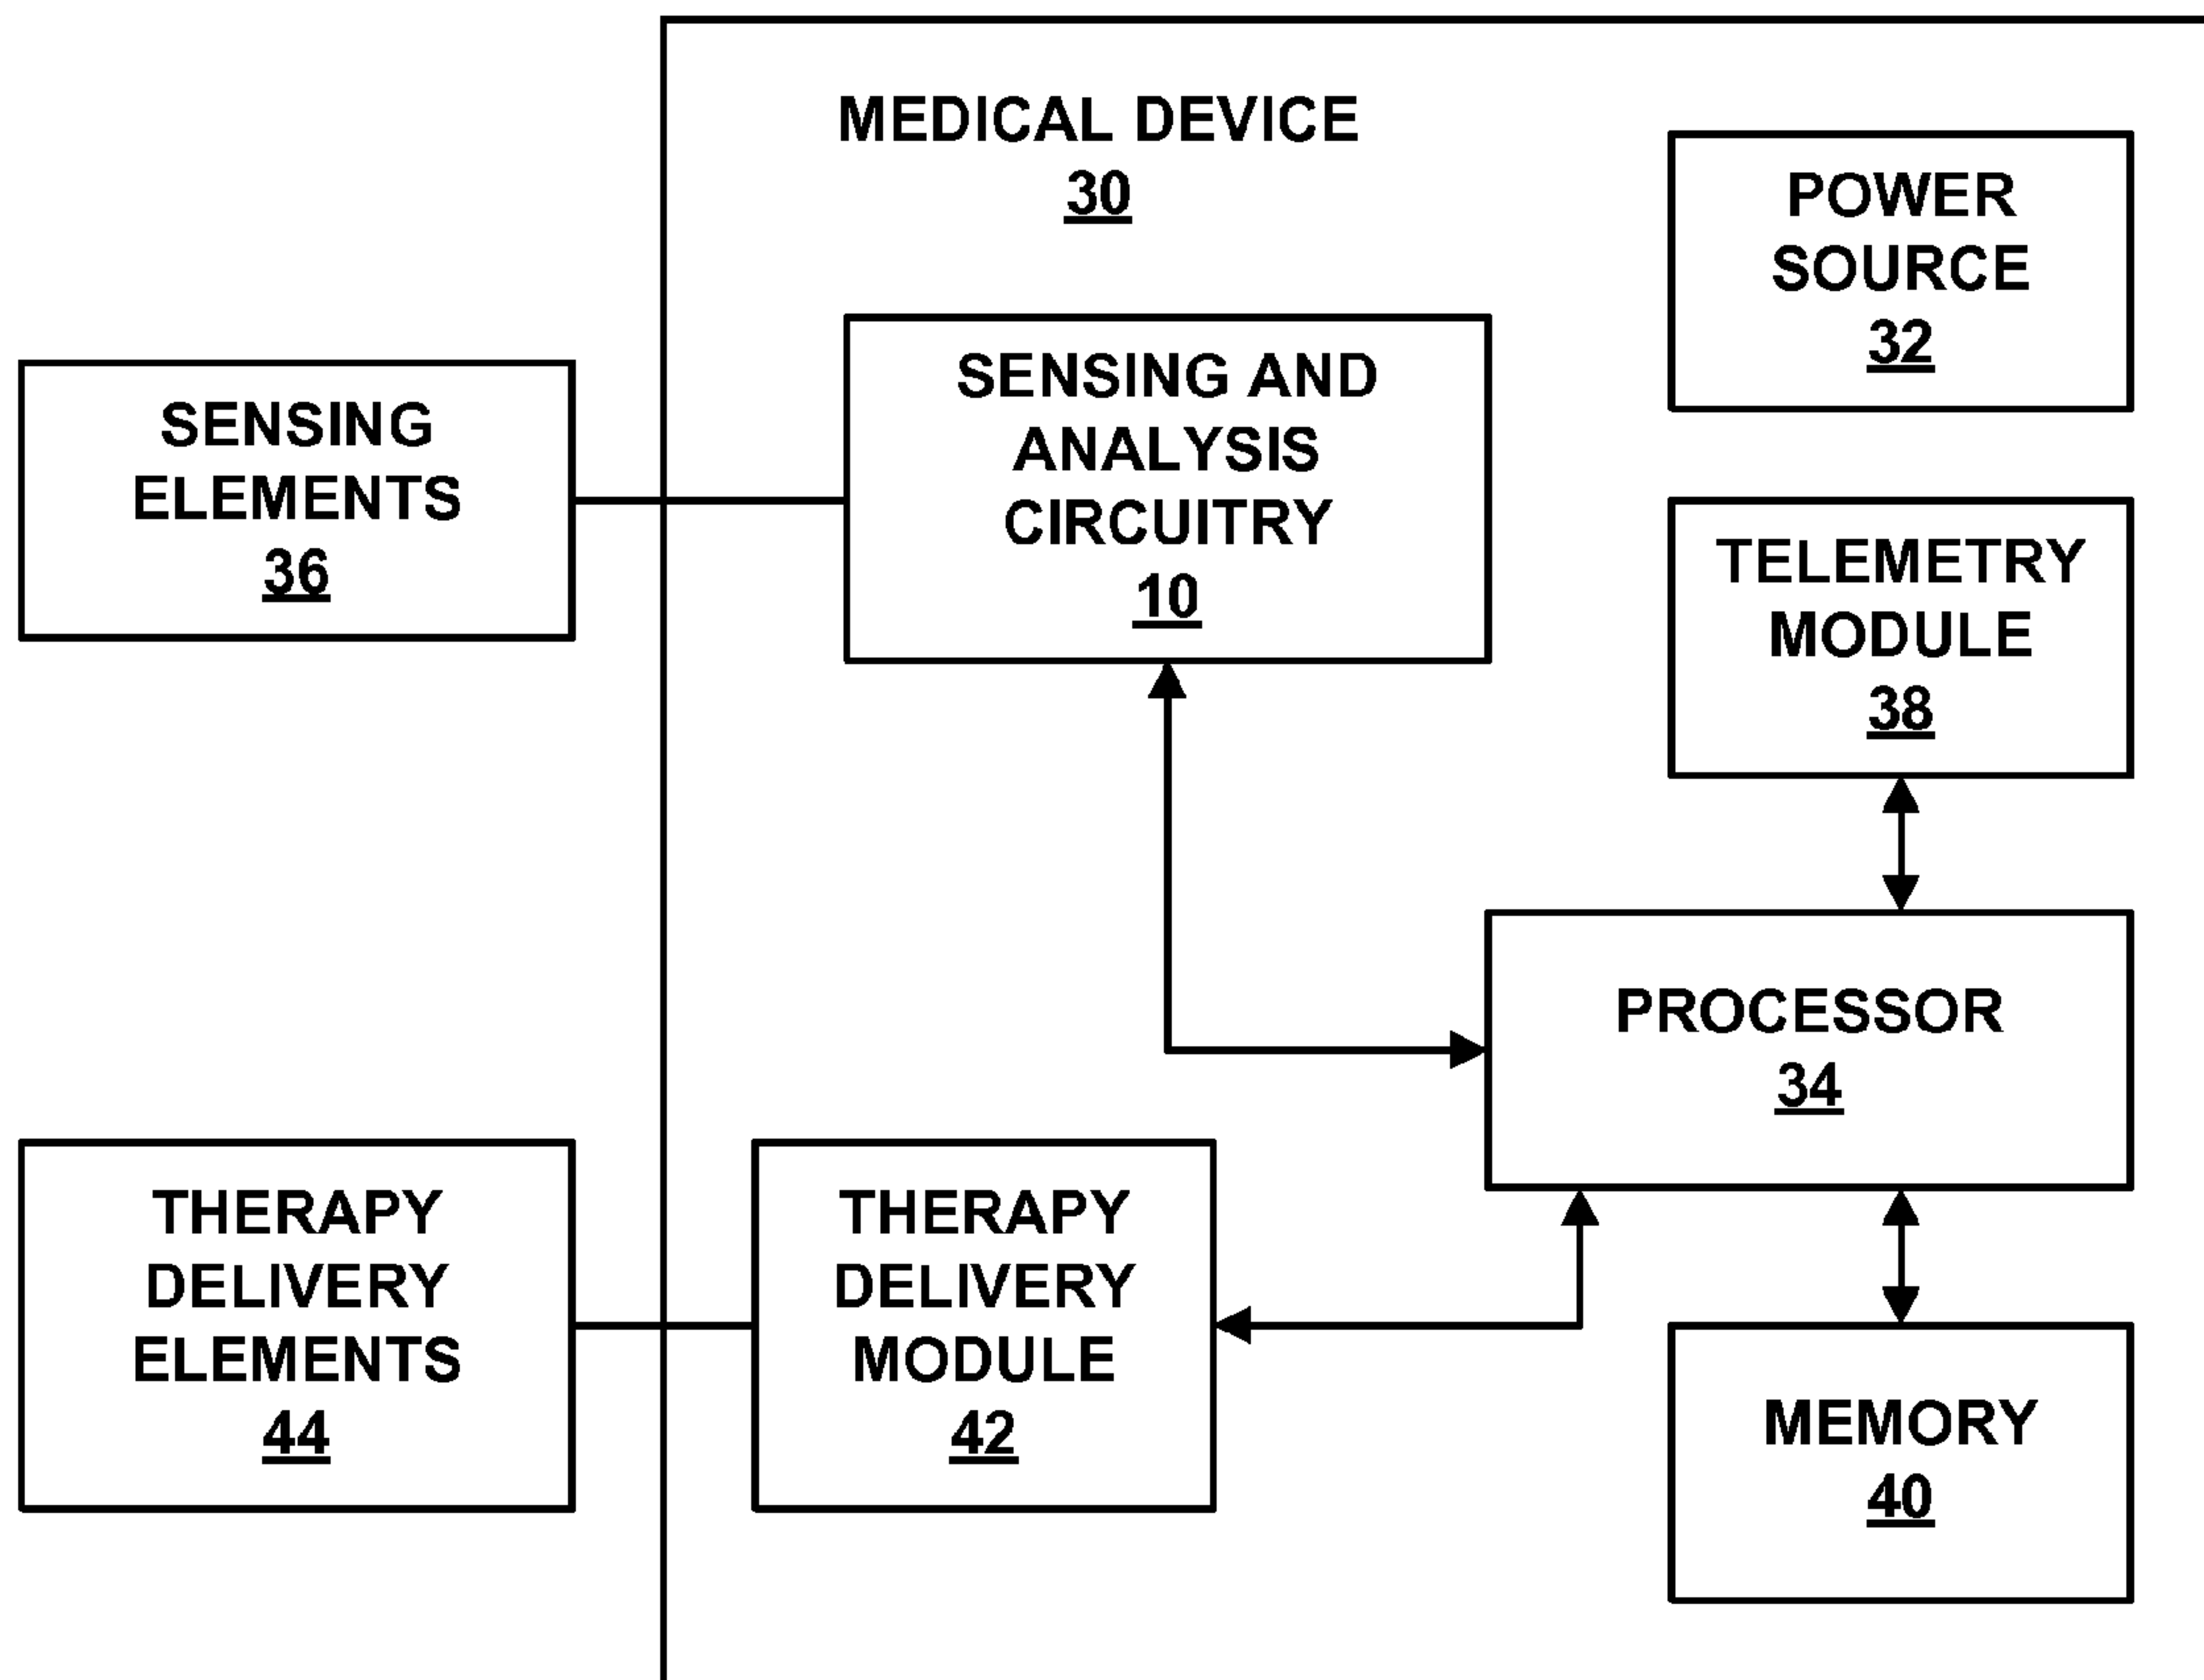 MEDICAL DEVICE
30
POWER
SOURCE
32
SENSING AND
ANALYSIS
CIRCUITRY
10
SENSING
ELEMENTS
36
TELEMETRY
MODULE
38
PROCESSOR
34
THERAPY
DELIVERY
ELEMENTS
44
THERAPY
DELIVERY
MODULE
42
MEMORY
40